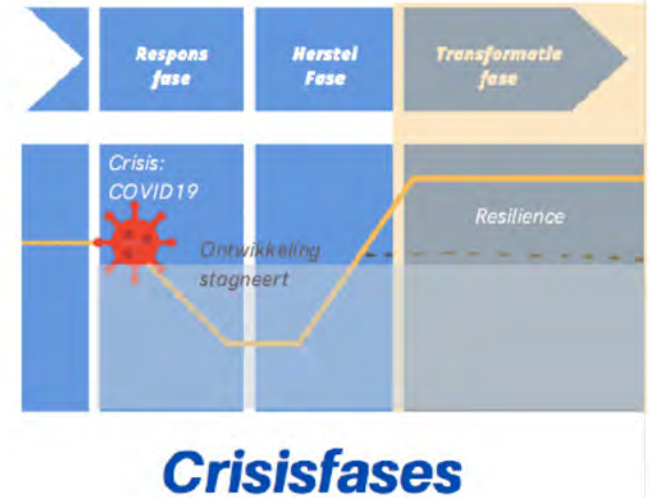 Respons
fase
Herstel
Fase
Transformatie
fase
Crisis:
COVID19
Ontwikkeling
stagneert
Resilience
Crisisfases